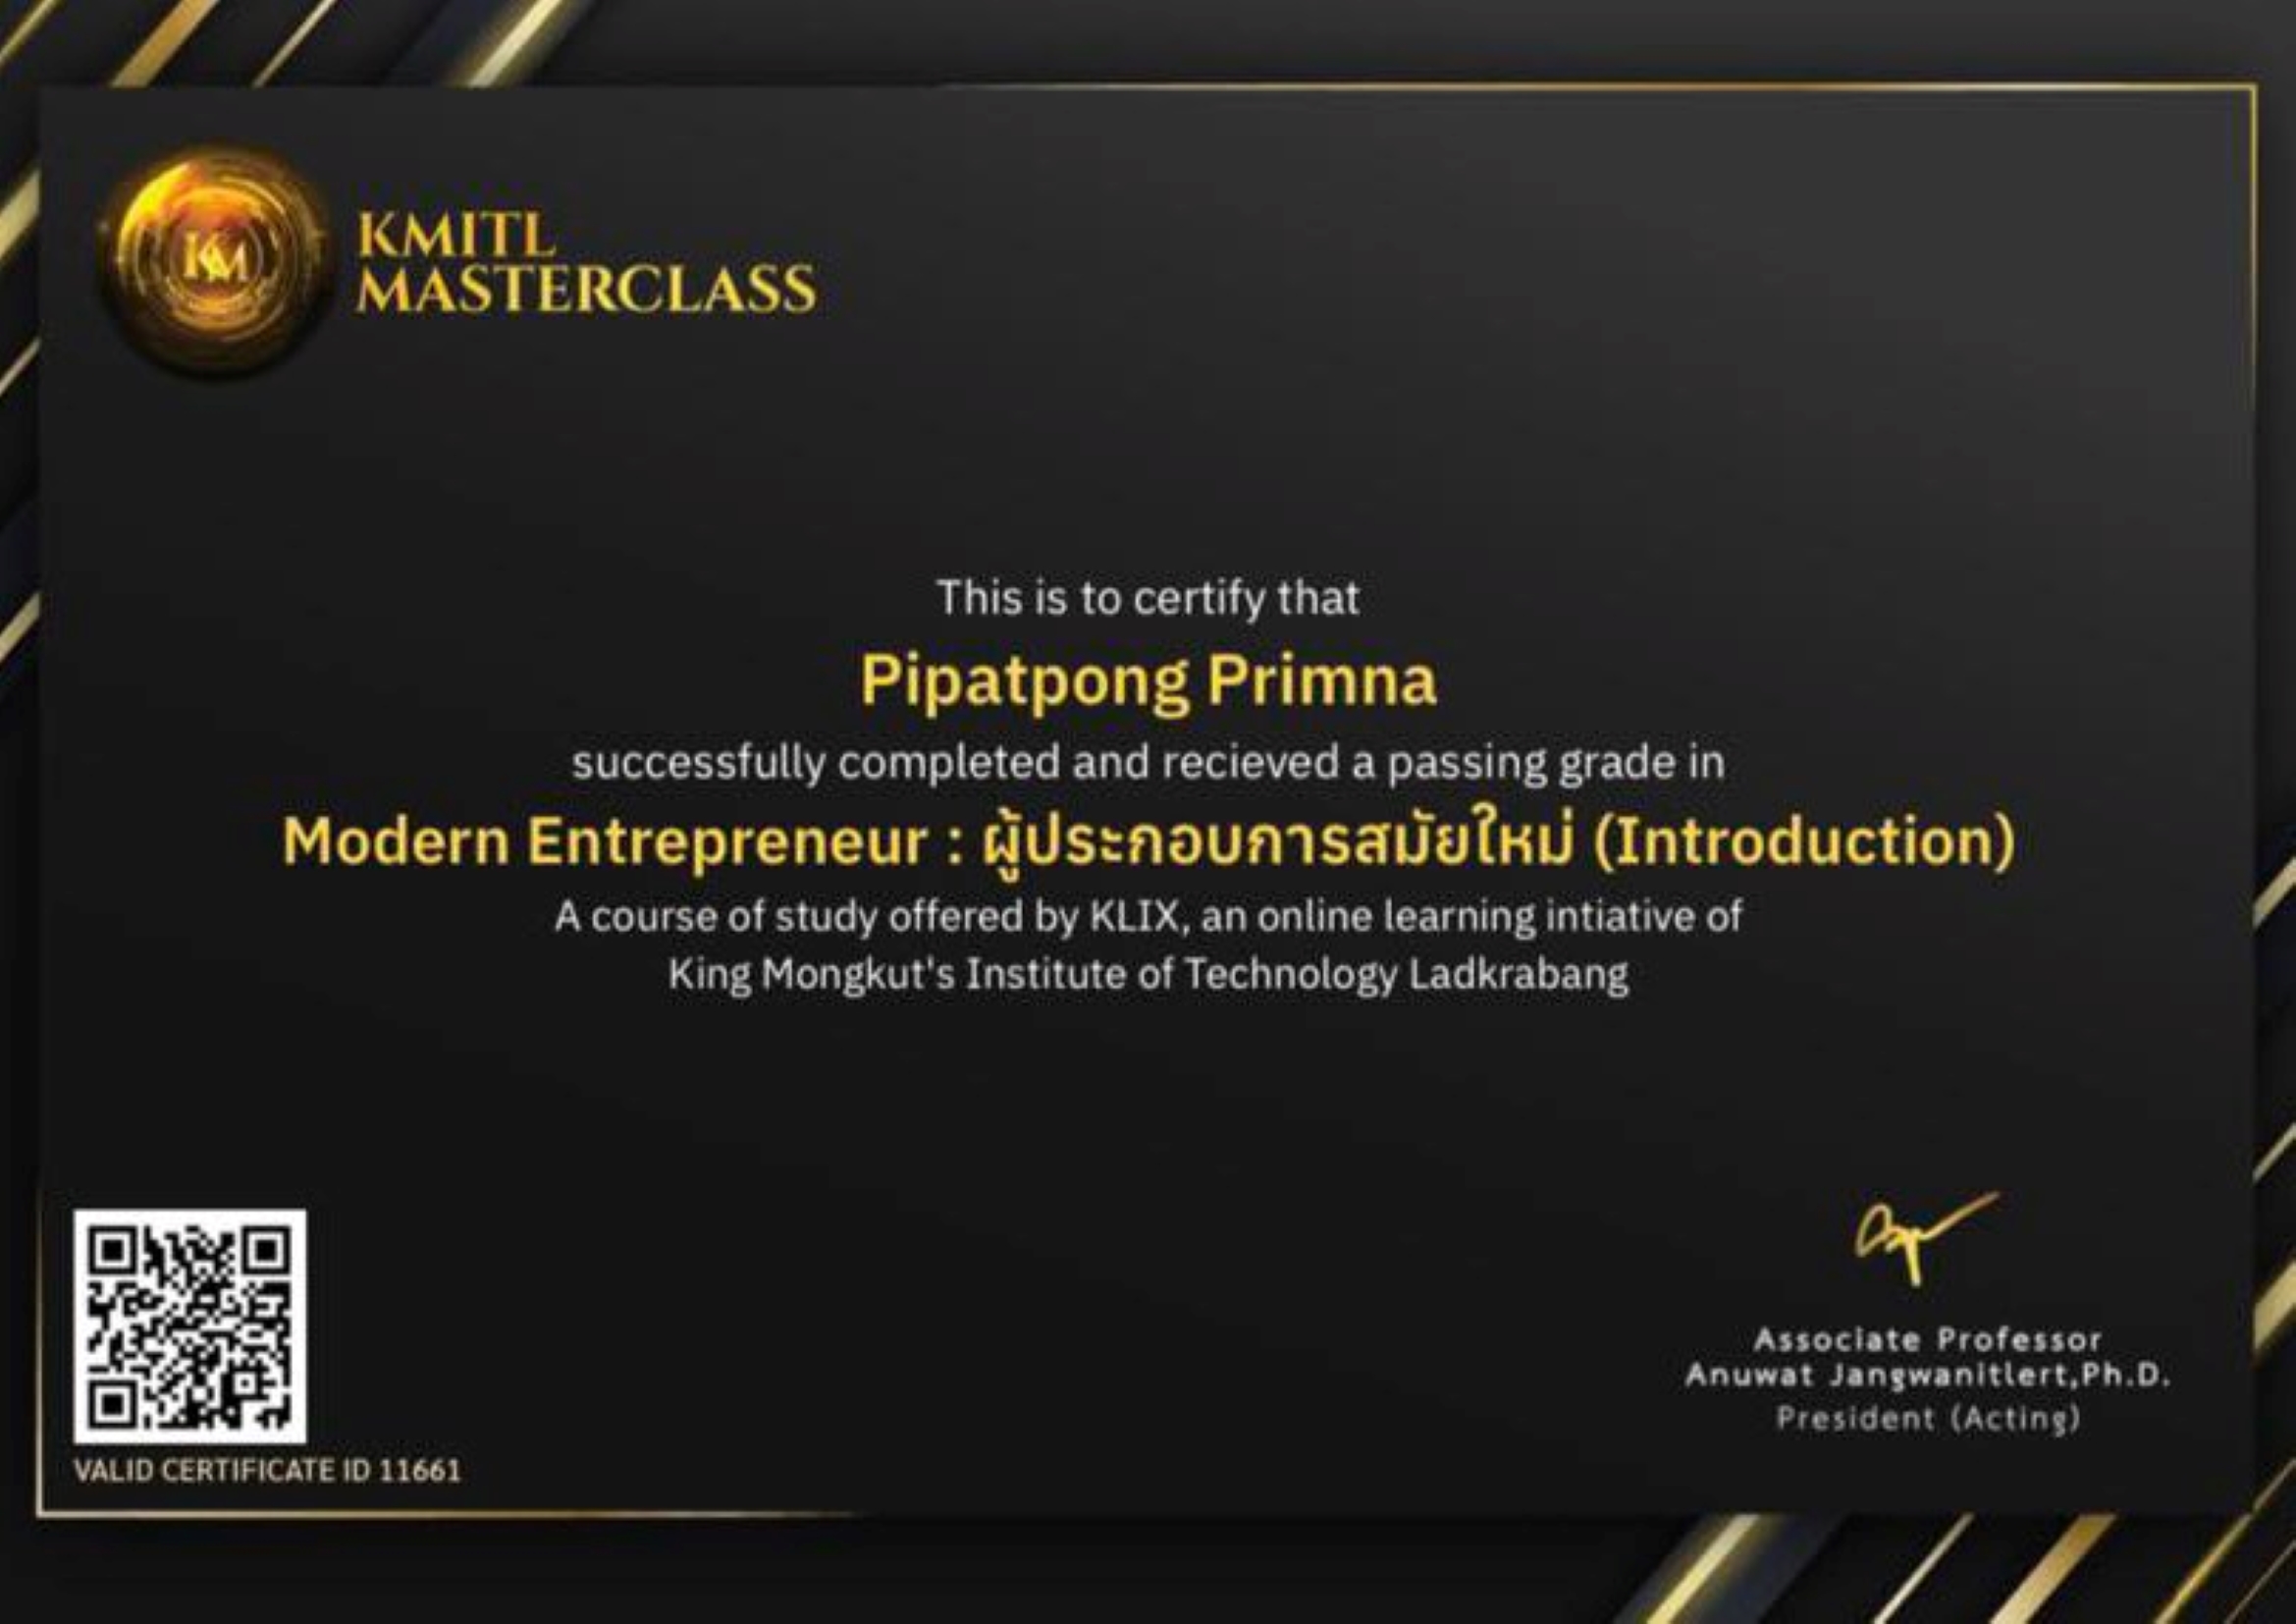 KM
KMITL
MASTERCLASS
This is to certify that
Pipatpong Primna
successfully completed and recieved a passing grade in
Modern Entrepreneur : ผู้ประกอบการสมัยใหม่ (Introduction)
A course of study offered by KLIX, an online learning intiative of
King Mongkut's Institute of Technology Ladkrabang
Associate Professor
Anuwat Jangwanitlert,Ph.D.
President (Acting)
VALID CERTIFICATE ID 11661